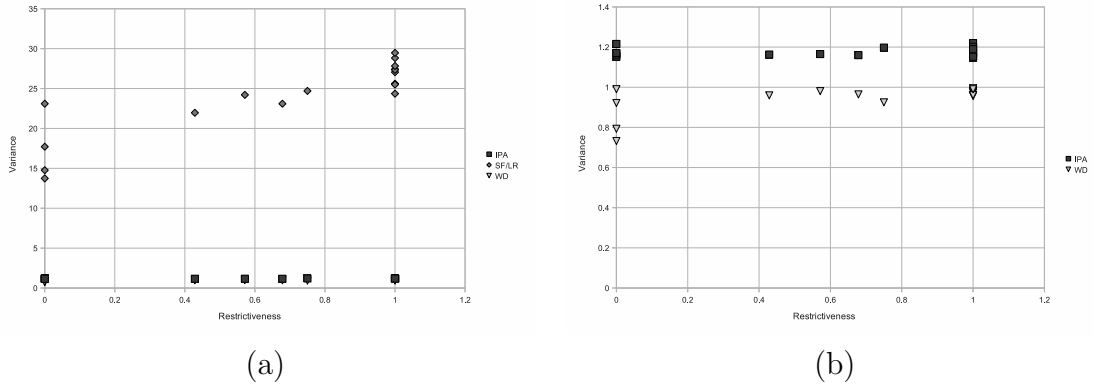 35
30
25
20
15
10
5
0
Variance
0 0.2 0.4 0.6 0.8 1 1.2
Restrictiveness
IPA
SF/LR
WD
(a)
1.4
1.2
1
0.8
0.6
0.4
0.2
0
Variance
0 0.2 0.4 0.6 0.8 1 1.2
Restrictiveness
IPA
WD
(b)